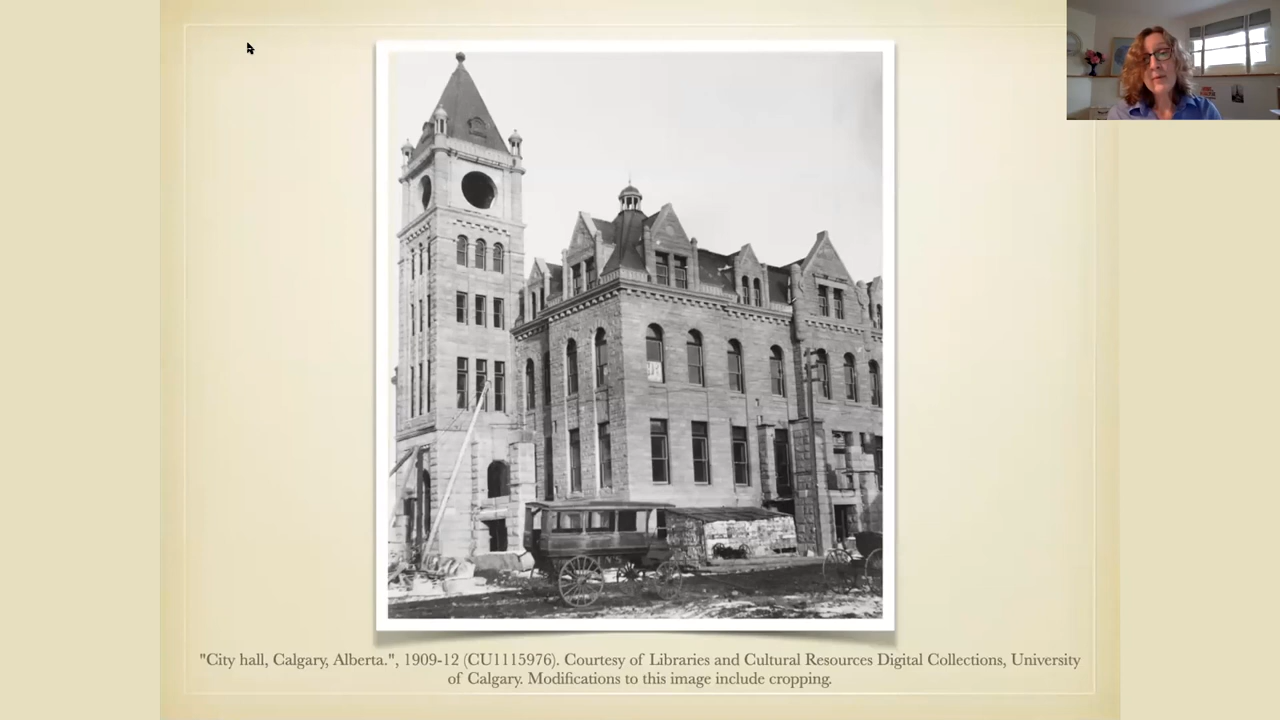 "City hall, Calgary, Alberta.", 1909-12 (CU1115976). Courtesy of Libraries and Cultural Resources Digital Collections, University
of Calgary. Modifications to this image include cropping.